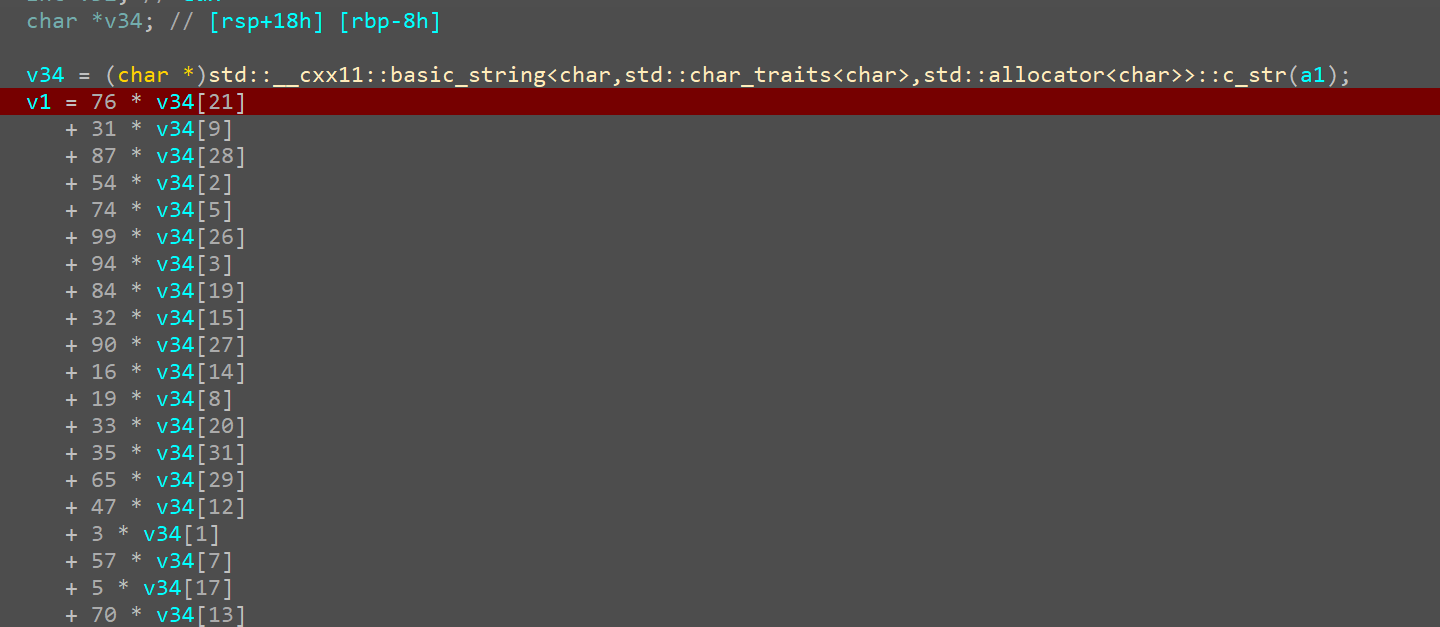 char *v34; // [rsp+18h] [rbp-8h]
v34 = (char *)std::__cxx11::basic_string<char,std::char_traits<char>,std::allocator<char>>::c_str(a1);
v1 = 76 * v34[21]
+ 31 * v34[9]
+ 87 * v34[28]
+ 54 * v34[2]
+ 74 * v34[5]
+ 99 * v34[26]
+ 94 * v34[3]
+ 84 * v34[19]
+ 32 * v34[15]
+ 90 * v34[27]
+ 16 * v34[14]
+ 19 * v34[8]
+ 33 * v34[20]
+ 35 * v34[31]
+ 65 * v34[29]
+ 47 * v34[12]
+ 3 * v34[1]
+ 57 * v34[7]
+ 5 * v34[17]
+ 70 * v34[13]